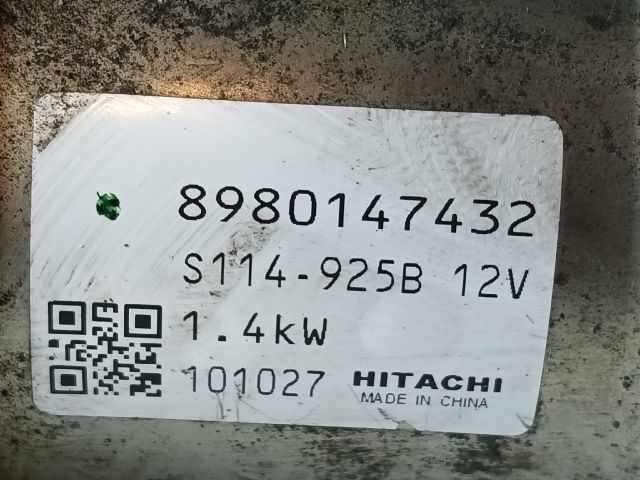 8980147432
S114-925B 12V
1.4kW
101027 HITACHI
MADE IN CHINA